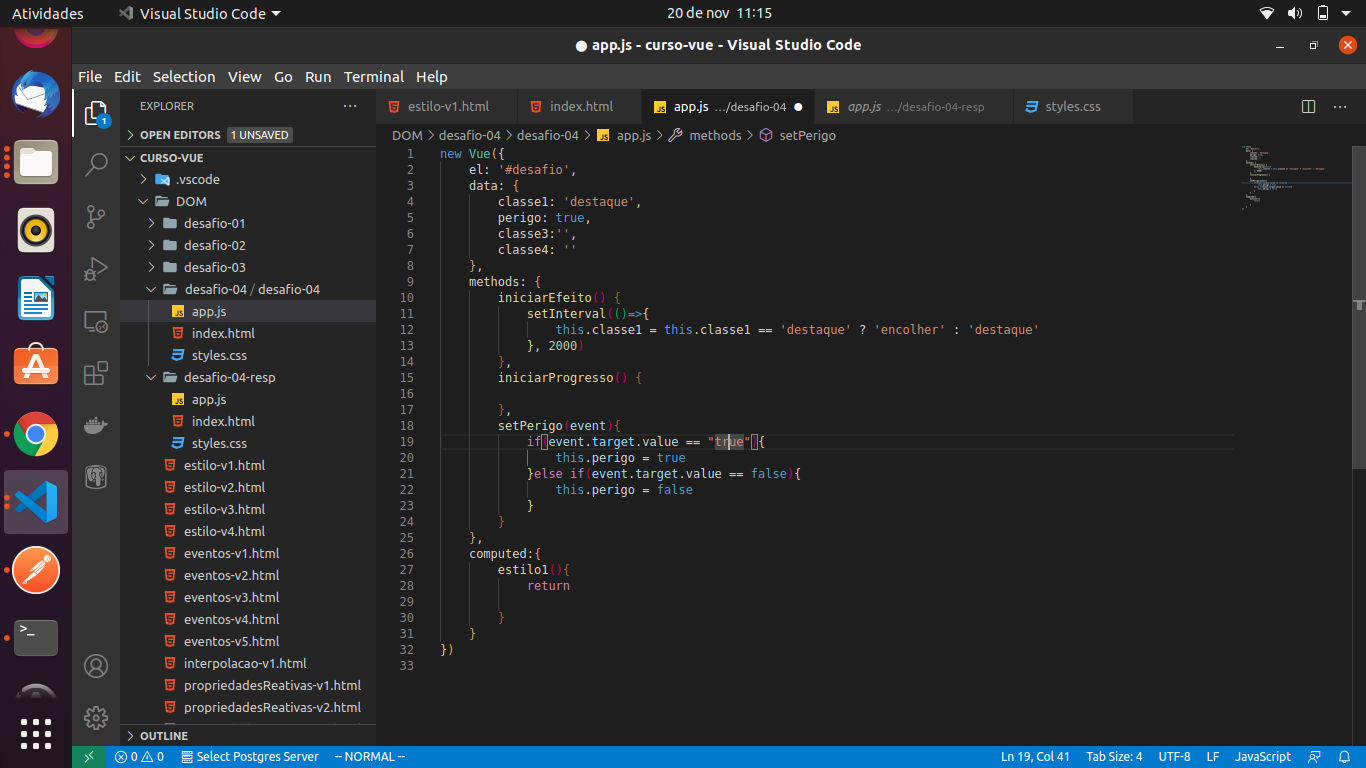 Atividades
Visual Studio Code
20 de nov 11:15
● app.js - curso-vue - Visual Studio Code
File Edit Selection View Go Run Terminal Help
EXPLORER
estilo-v1.html
index.html
app.js .../desafio-04
app.js .../desafio-04-resp
styles.css
OPEN EDITORS 1 UNSAVED
DOM > desafio-04 > desafio-04 > app.js > methods > setPerigo
CURSO-VUE
.vscode
DOM
desafio-01
desafio-02
desafio-03
desafio-04 / desafio-04
app.js
index.html
styles.css
desafio-04-resp
app.js
index.html
styles.css
estilo-v1.html
estilo-v2.html
estilo-v3.html
estilo-v4.html
eventos-v1.html
eventos-v2.html
eventos-v3.html
eventos-v4.html
eventos-v5.html
interpolacao-v1.html
propriedadesReativas-v1.html
propriedadesReativas-v2.html
OUTLINE
1 new Vue({
2 el: '#desafio',
3 data: {
4 classe1: 'destaque',
5 perigo: true,
6 classe3:'',
7 classe4: ''
8 },
9 methods: {
10 iniciarEfeito() {
11 setInterval(()=>{
12 this.classe1 = this.classe1 == 'destaque' ? 'encolher' : 'destaque'
13 }, 2000)
14 },
15 iniciarProgresso() {
16
17 },
18 setPerigo(event){
19 if(event.target.value == "true"){
20 this.perigo = true
21 }else if(event.target.value == false){
22 this.perigo = false
23 }
24 }
25 },
26 computed:{
27 estilo1(){
28 return
29
30 }
31 }
32 })
33
1
0 0
Select Postgres Server
-- NORMAL --
Ln 19, Col 41
Tab Size: 4
UTF-8
LF
JavaScript